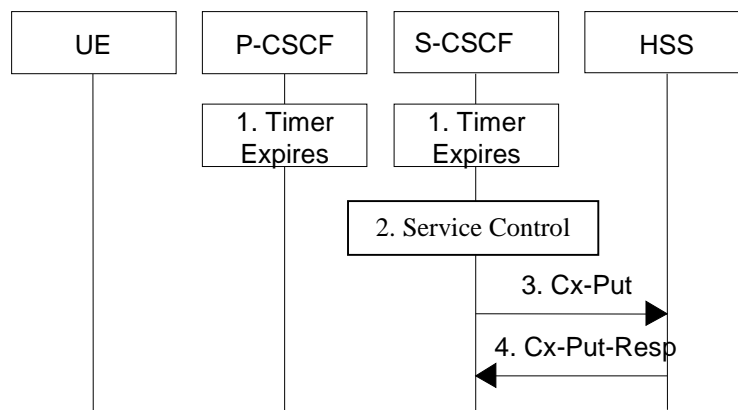 UE
P-CSCF
S-CSCF
HSS
1. Timer
Expires
1. Timer
Expires
2. Service Control
3. Cx-Put
4. Cx-Put-Resp